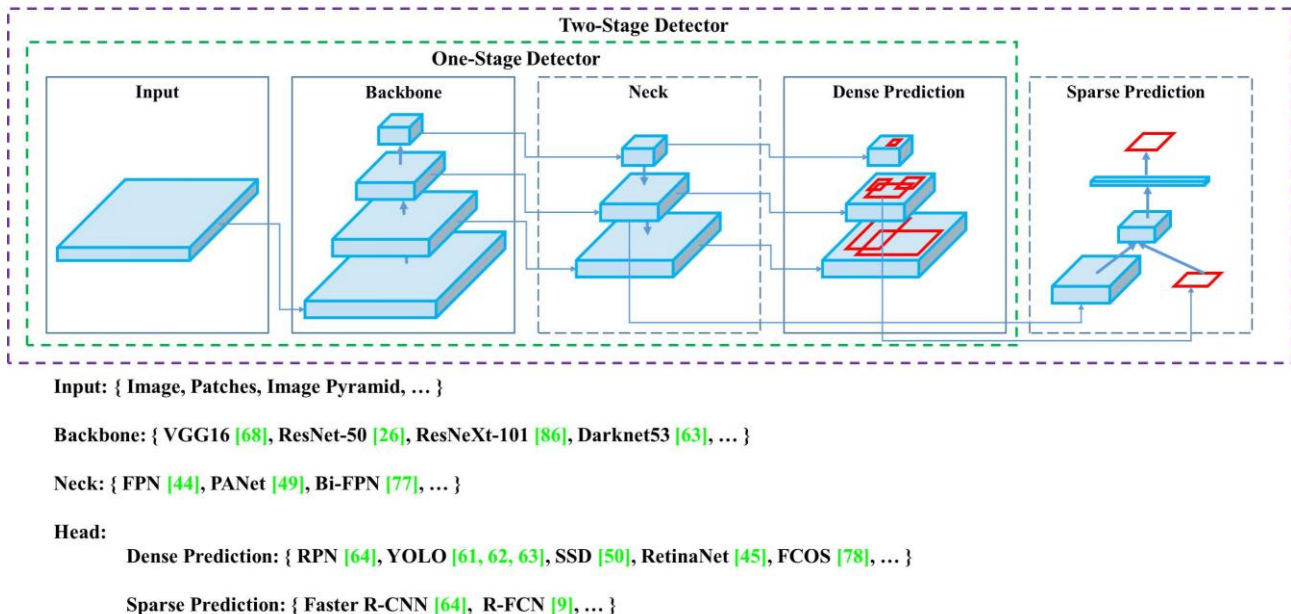 Two-Stage Detector
One-Stage Detector
Input
Backbone
Neck
Dense Prediction
Sparse Prediction
Input: { Image, Patches, Image Pyramid, … }
Backbone: { VGG16 [68], ResNet-50 [26], ResNeXt-101 [86], Darknet53 [63], … }
Neck: { FPN [44], PANet [49], Bi-FPN [77], … }
Head:
Dense Prediction: { RPN [64], YOLO [61, 62, 63], SSD [50], RetinaNet [45], FCOS [78], … }
Sparse Prediction: { Faster R-CNN [64], R-FCN [9], … }